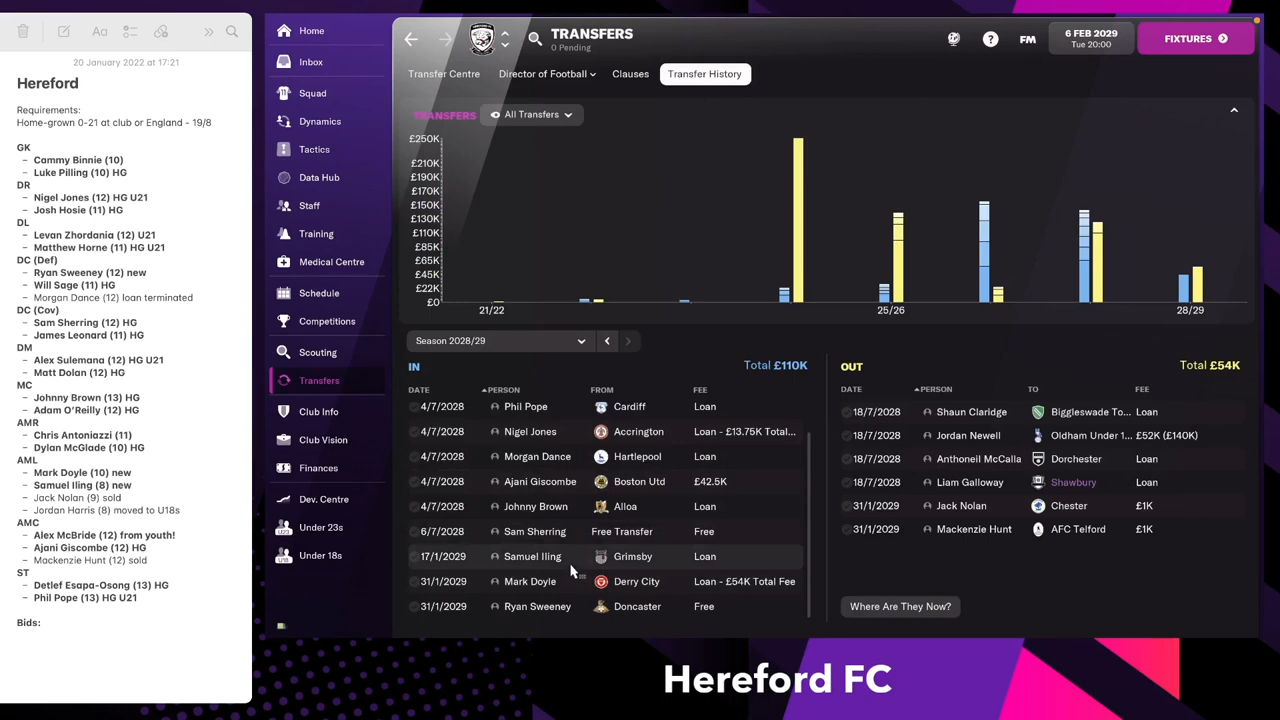 20 January 2022 at 17:21
Hereford
Requirements:
Home-grown 0-21 at club or England - 19/8
GK
– Cammy Binnie (10)
– Luke Pilling (10) HG
DR
– Nigel Jones (12) HG U21
– Josh Hosie (11) HG
DL
– Levan Zhordania (12) U21
– Matthew Horne (11) HG U21
DC (Def)
– Ryan Sweeney (12) new
– Will Sage (11) HG
– Morgan Dance (12) loan terminated
DC (Cov)
– Sam Sherring (12) HG
– James Leonard (11) HG
DM
– Alex Sulemana (12) HG U21
– Matt Dolan (12) HG
MC
– Johnny Brown (13) HG
– Adam O'Reilly (12) HG
AMR
– Chris Antoniazzi (11)
– Dylan McGlade (10) HG
AML
– Mark Doyle (10) new
– Samuel Iling (8) new
– Jack Nolan (9) sold
– Jordan Harris (8) moved to U18s
AMC
– Alex McBride (12) from youth!
– Ajani Giscombe (12) HG
– Mackenzie Hunt (12) sold
ST
– Detlef Esapa-Osong (13) HG
– Phil Pope (13) HG U21
Bids:
Home
Inbox
Squad
Dynamics
Tactics
Data Hub
Staff
Training
Medical Centre
Schedule
Competitions
Scouting
Transfers
Club Info
Club Vision
Finances
Dev. Centre
Under 23s
Under 18s
TRANSFERS
0 Pending
FM
6 FEB 2029
Tue 20:00
FIXTURES
Transfer Centre
Director of Football
Clauses
Transfer History
TRANSFERS
All Transfers
£250K
£210K
£190K
£170K
£150K
£130K
£110K
£85K
£65K
£45K
£22K
£0
21/22
25/26
28/29
Season 2028/29
IN
Total £110K
DATE PERSON FROM FEE
4/7/2028 Phil Pope Cardiff Loan
4/7/2028 Nigel Jones Accrington Loan - £13.75K Total...
4/7/2028 Morgan Dance Hartlepool Loan
4/7/2028 Ajani Giscombe Boston Utd £42.5K
4/7/2028 Johnny Brown Alloa Loan
6/7/2028 Sam Sherring Free Transfer Free
17/1/2029 Samuel Iling Grimsby Loan
31/1/2029 Mark Doyle Derry City Loan - £54K Total Fee
31/1/2029 Ryan Sweeney Doncaster Free
OUT
Total £54K
DATE PERSON TO FEE
18/7/2028 Shaun Claridge Biggleswade To... Loan
18/7/2028 Jordan Newell Oldham Under 1... £52K (£140K)
18/7/2028 Anthoneil McCalla Dorchester Loan
18/7/2028 Liam Galloway Shawbury Loan
31/1/2029 Jack Nolan Chester £1K
31/1/2029 Mackenzie Hunt AFC Telford £1K
Where Are They Now?
Hereford FC